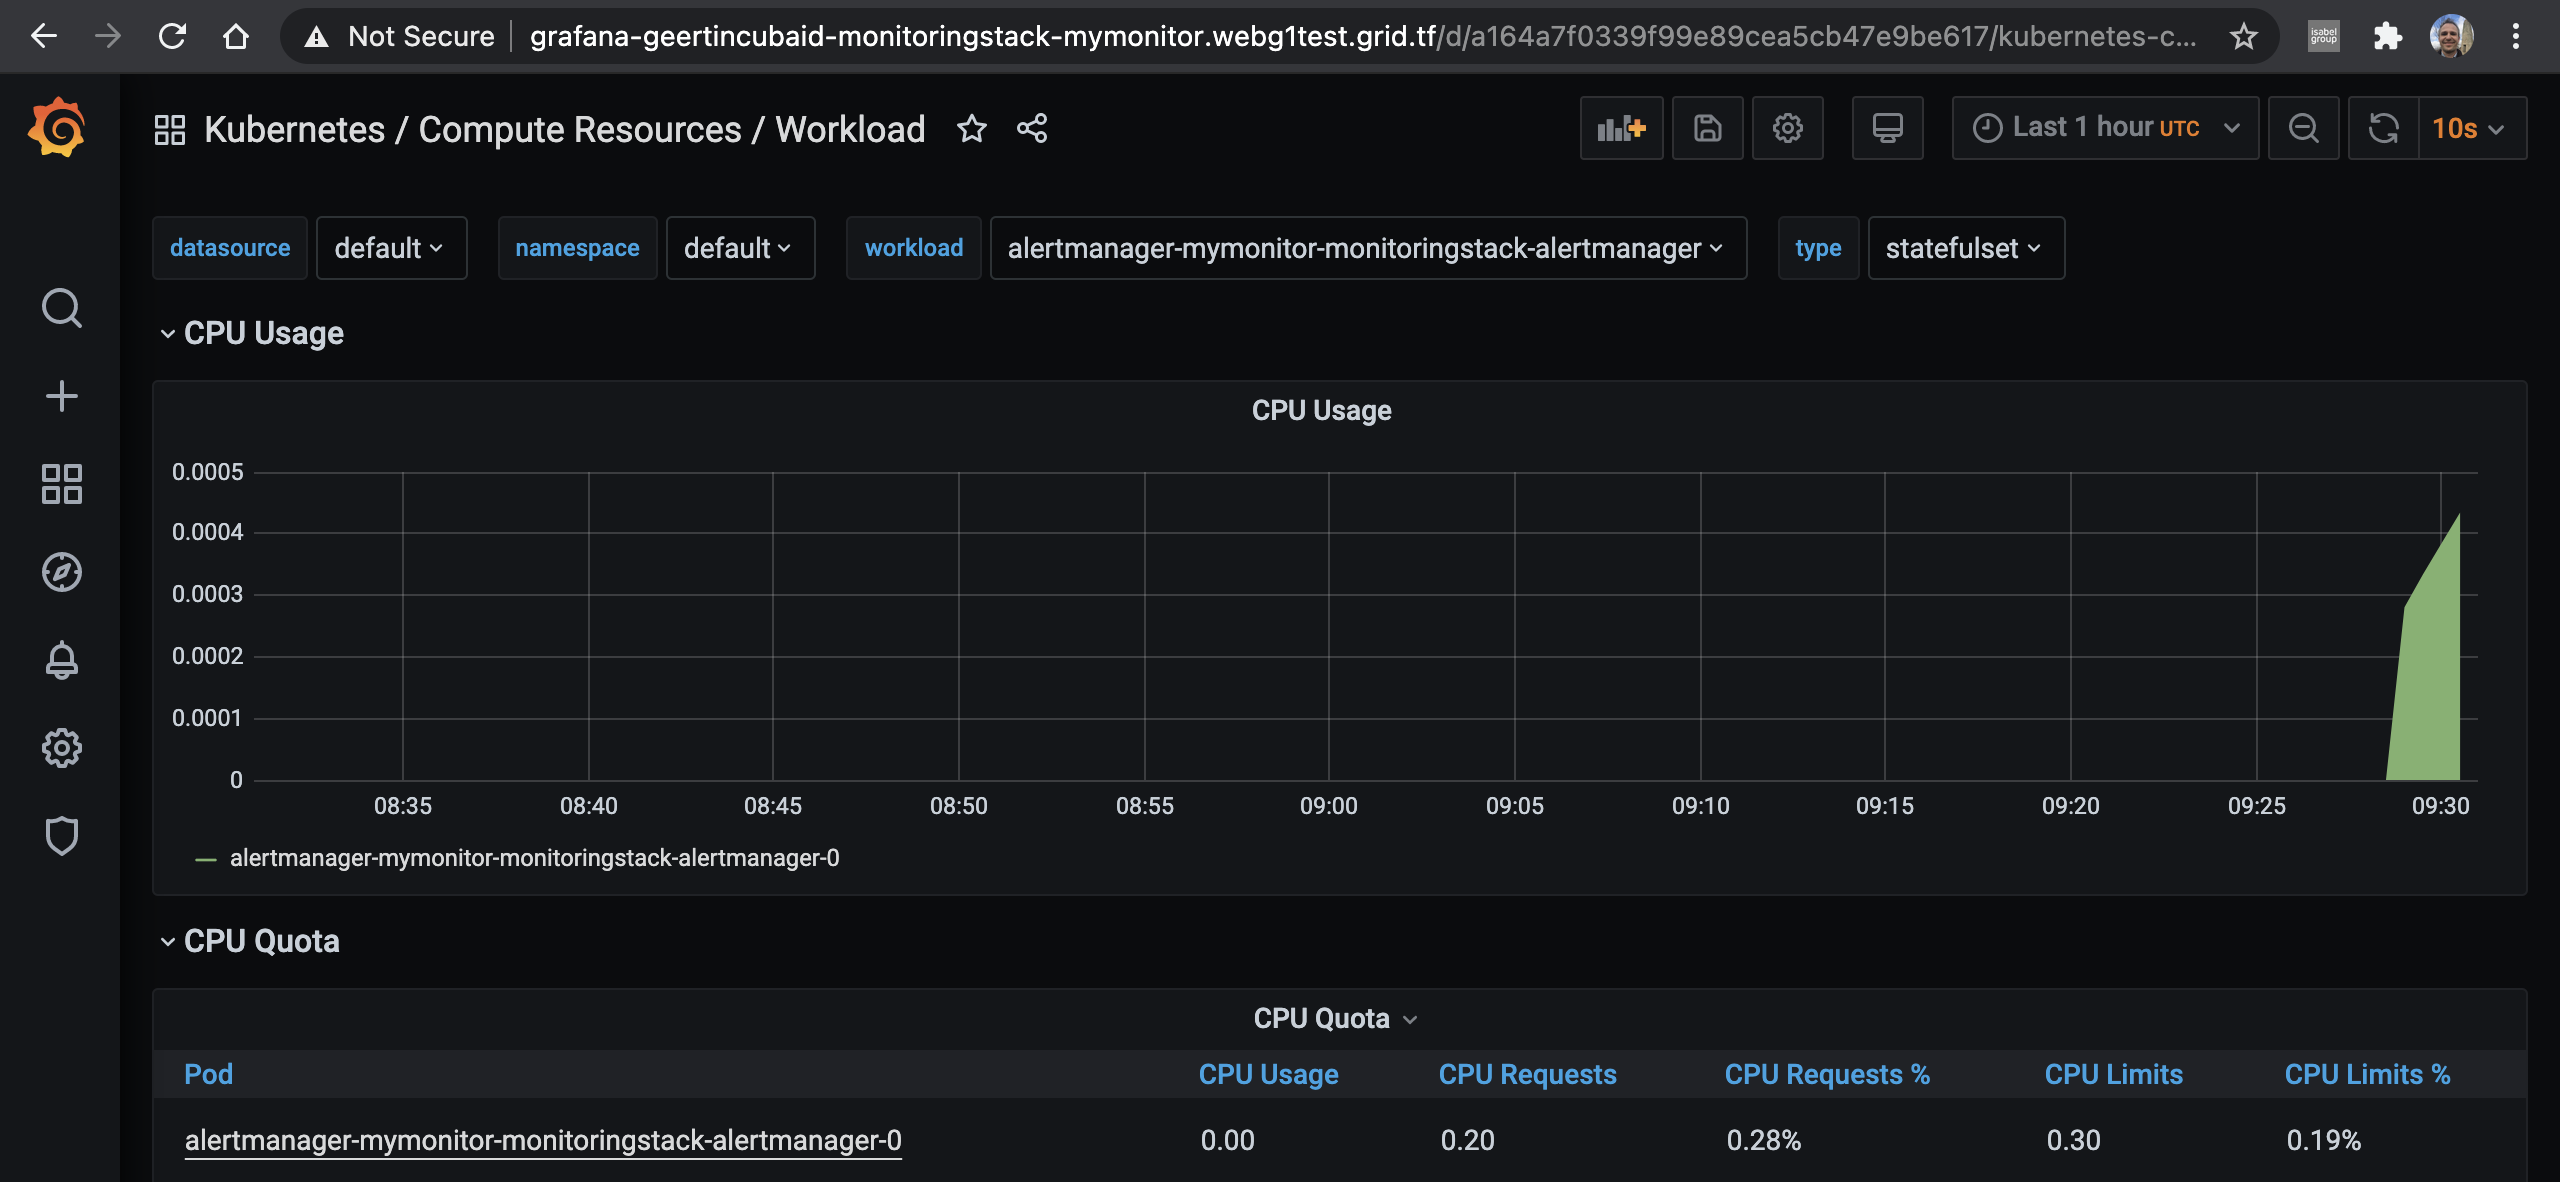 Not Secure grafana-geertincubaid-monitoringstack-mymonitor.webg1test.grid.tf/d/a164a7f0339f99e89cea5cb47e9be617/kubernetes-c... isabel group
Kubernetes / Compute Resources / Workload Last 1 hour UTC 10s
datasource default namespace default workload alertmanager-mymonitor-monitoringstack-alertmanager type statefulset
CPU Usage
CPU Usage
0.0005
0.0004
0.0003
0.0002
0.0001
0
08:35 08:40 08:45 08:50 08:55 09:00 09:05 09:10 09:15 09:20 09:25 09:30
alertmanager-mymonitor-monitoringstack-alertmanager-0
CPU Quota
CPU Quota
Pod CPU Usage CPU Requests CPU Requests % CPU Limits CPU Limits %
alertmanager-mymonitor-monitoringstack-alertmanager-0 0.00 0.20 0.28% 0.30 0.19%